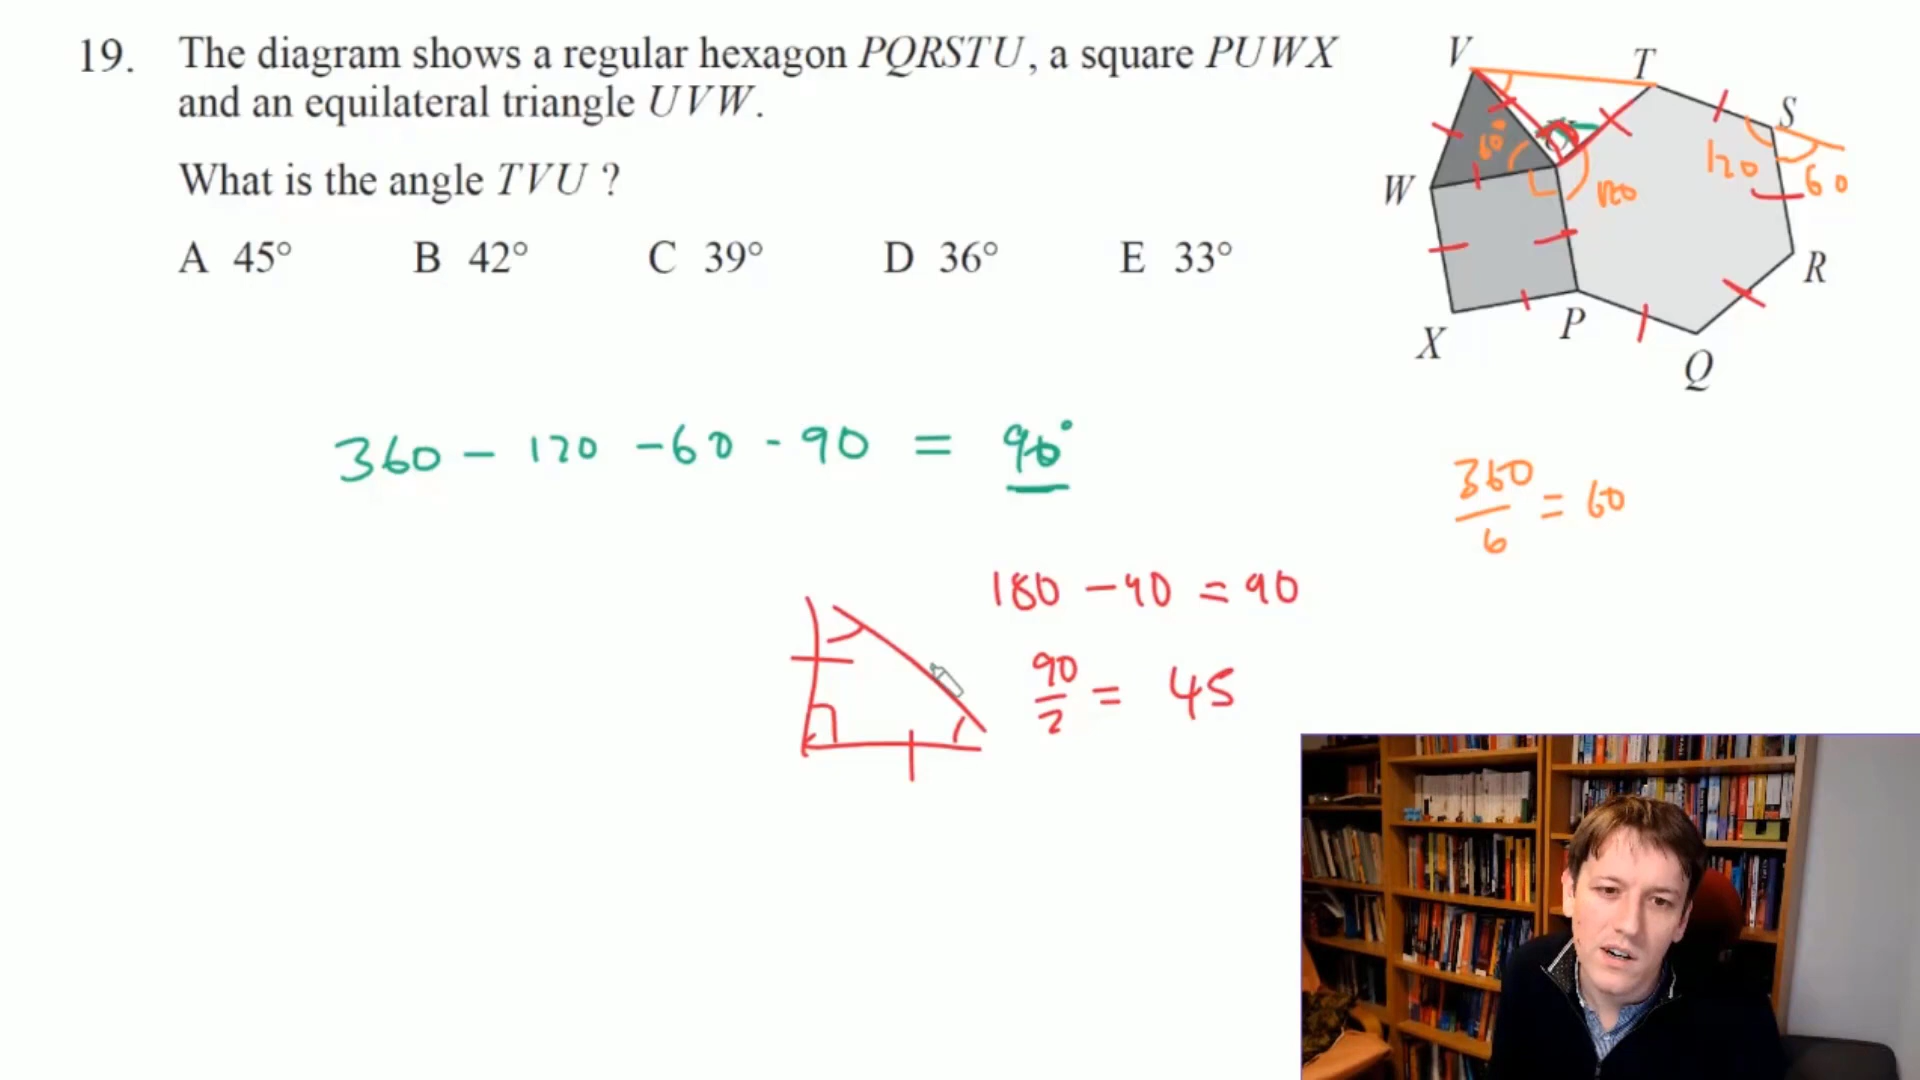 19. The diagram shows a regular hexagon PQRSTU, a square PUWX
and an equilateral triangle UVW.
What is the angle TVU ?
A 45° B 42° C 39° D 36° E 33°
V
T
S
W
R
X
P
Q
60°
120
120
60
360 - 120 - 60 - 90 = 90°
360/6 = 60
180 - 90 = 90
90/2 = 45